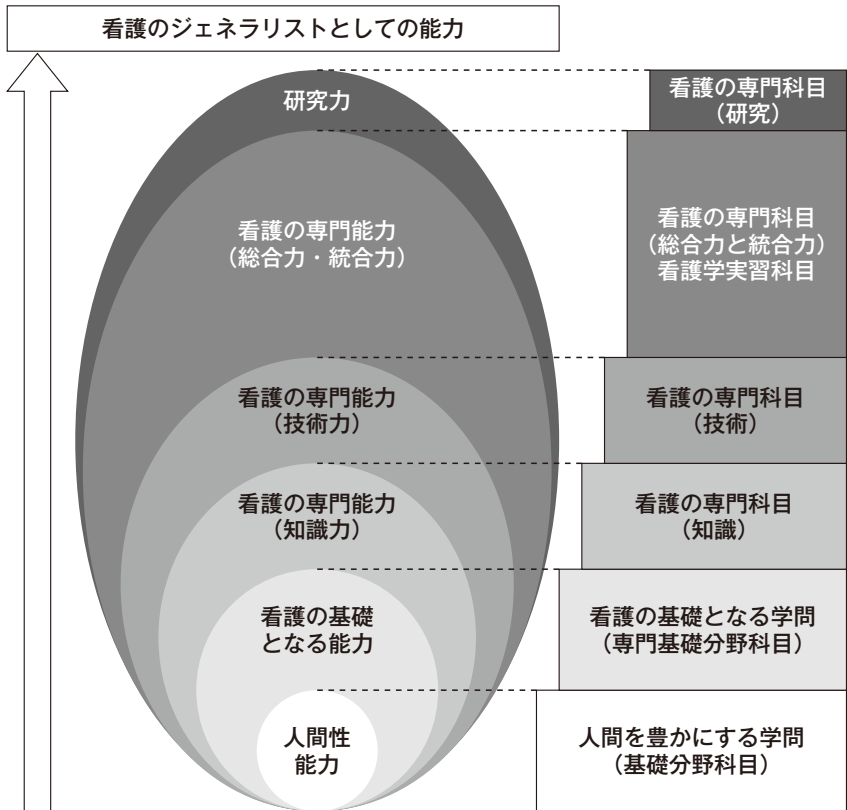 看護のジェネラリストとしての能力
研究力
看護の専門科目
（研究）
看護の専門能力
（総合力・統合力）
看護の専門科目
（総合力と統合力）
看護学実習科目
看護の専門能力
（技術力）
看護の専門科目
（技術）
看護の専門能力
（知識力）
看護の専門科目
（知識）
看護の基礎
となる能力
看護の基礎となる学問
（専門基礎分野科目）
人間性
能力
人間を豊かにする学問
（基礎分野科目）